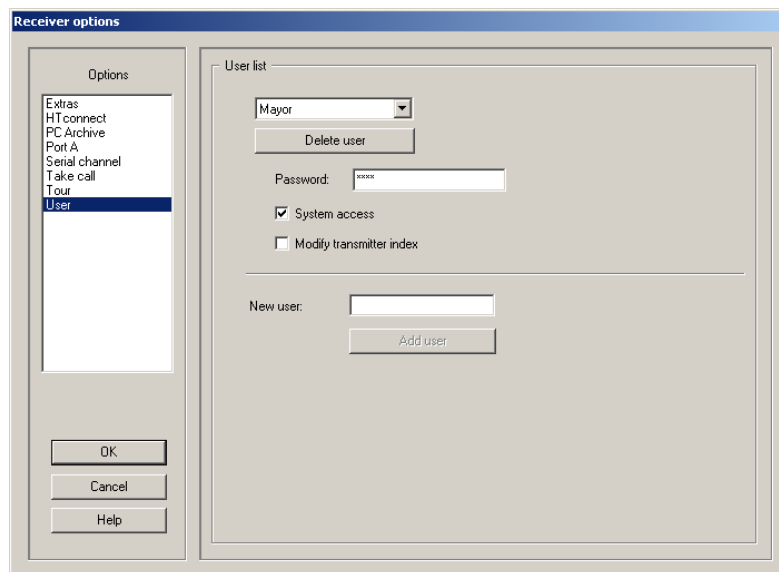 Receiver options
Options
Extras
HTconnect
PC Archive
Port A
Serial channel
Take call
Tour
User
OK
Cancel
Help
User list
Mayor
Delete user
Password: ****
System access
Modify transmitter index
New user:
Add user